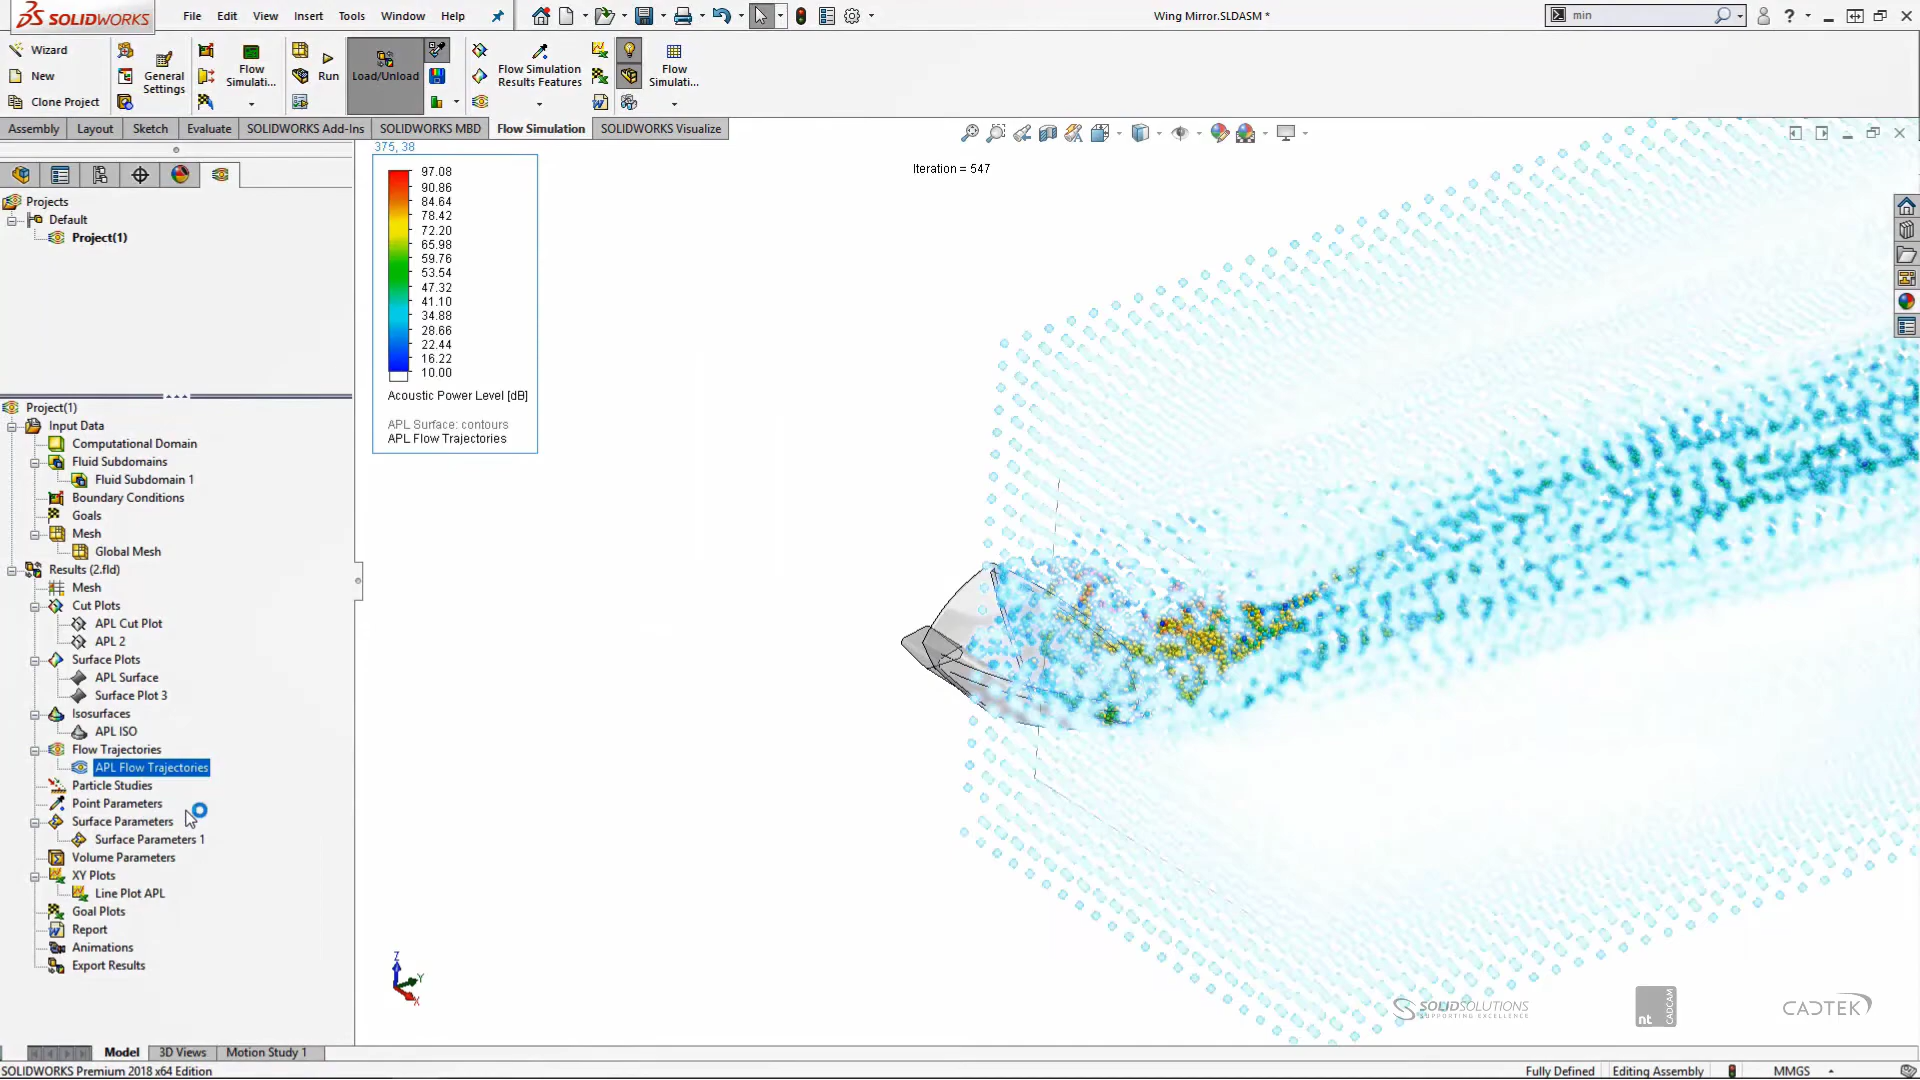 SOLIDWORKS
File Edit View Insert Tools Window Help
Wing Mirror.SLDASM *
min
Wizard
New
Clone Project
General Settings
Flow Simulati...
Run
Load/Unload
Flow Simulation Results Features
Flow Simulati...
Assembly Layout Sketch Evaluate SOLIDWORKS Add-Ins SOLIDWORKS MBD Flow Simulation SOLIDWORKS Visualize
Projects
Default
Project(1)
375, 38
97.08
90.86
84.64
78.42
72.20
65.98
59.76
53.54
47.32
41.10
34.88
28.66
22.44
16.22
10.00
Acoustic Power Level [dB]
APL Surface: contours
APL Flow Trajectories
Iteration = 547
Project(1)
Input Data
Computational Domain
Fluid Subdomains
Fluid Subdomain 1
Boundary Conditions
Goals
Mesh
Global Mesh
Results (2.fld)
Mesh
Cut Plots
APL Cut Plot
APL 2
Surface Plots
APL Surface
Surface Plot 3
Isosurfaces
APL ISO
Flow Trajectories
APL Flow Trajectories
Particle Studies
Point Parameters
Surface Parameters
Surface Parameters 1
Volume Parameters
XY Plots
Line Plot APL
Goal Plots
Report
Animations
Export Results
Z
Y
X
SOLIDSOLUTIONS
SUPPORTING EXCELLENCE
nt CADCAM
CADTEK
Model 3D Views Motion Study 1
SOLIDWORKS Premium 2018 x64 Edition
Fully Defined Editing Assembly MMGS